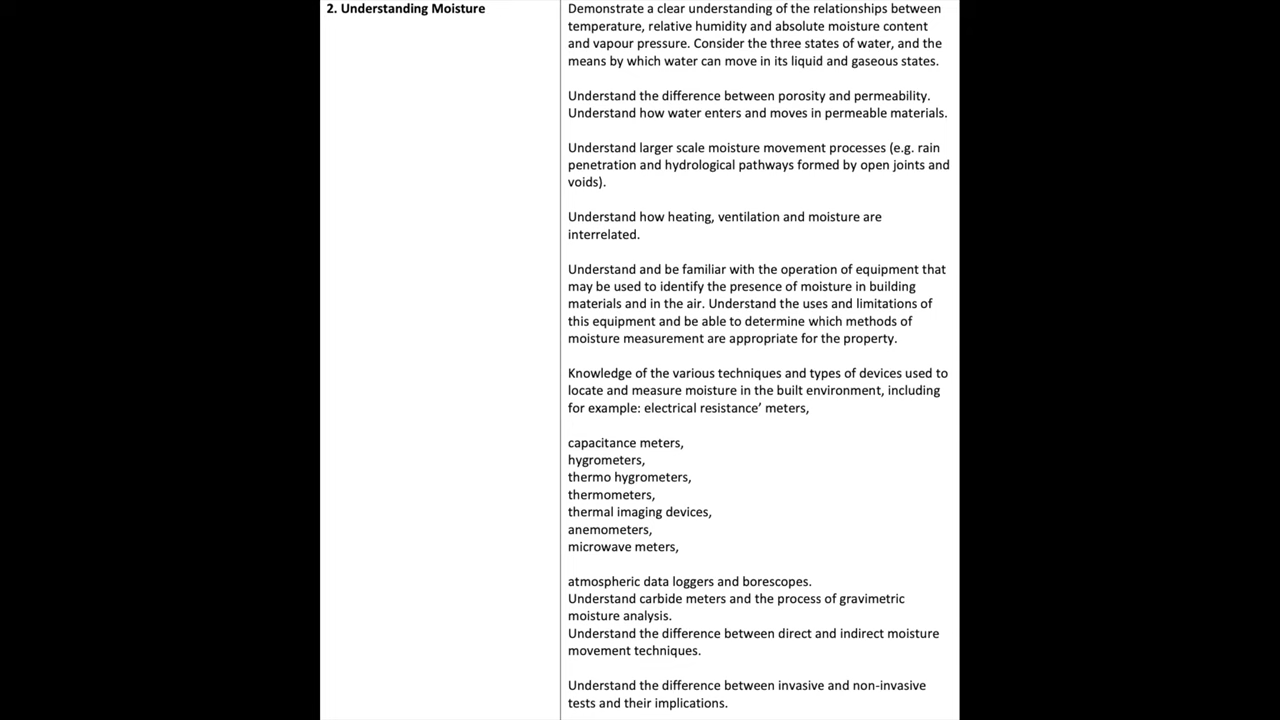 2. Understanding Moisture
Demonstrate a clear understanding of the relationships between
temperature, relative humidity and absolute moisture content
and vapour pressure. Consider the three states of water, and the
means by which water can move in its liquid and gaseous states.
Understand the difference between porosity and permeability.
Understand how water enters and moves in permeable materials.
Understand larger scale moisture movement processes (e.g. rain
penetration and hydrological pathways formed by open joints and
voids).
Understand how heating, ventilation and moisture are
interrelated.
Understand and be familiar with the operation of equipment that
may be used to identify the presence of moisture in building
materials and in the air. Understand the uses and limitations of
this equipment and be able to determine which methods of
moisture measurement are appropriate for the property.
Knowledge of the various techniques and types of devices used to
locate and measure moisture in the built environment, including
for example: electrical resistance’ meters,
capacitance meters,
hygrometers,
thermo hygrometers,
thermometers,
thermal imaging devices,
anemometers,
microwave meters,
atmospheric data loggers and borescopes.
Understand carbide meters and the process of gravimetric
moisture analysis.
Understand the difference between direct and indirect moisture
movement techniques.
Understand the difference between invasive and non-invasive
tests and their implications.